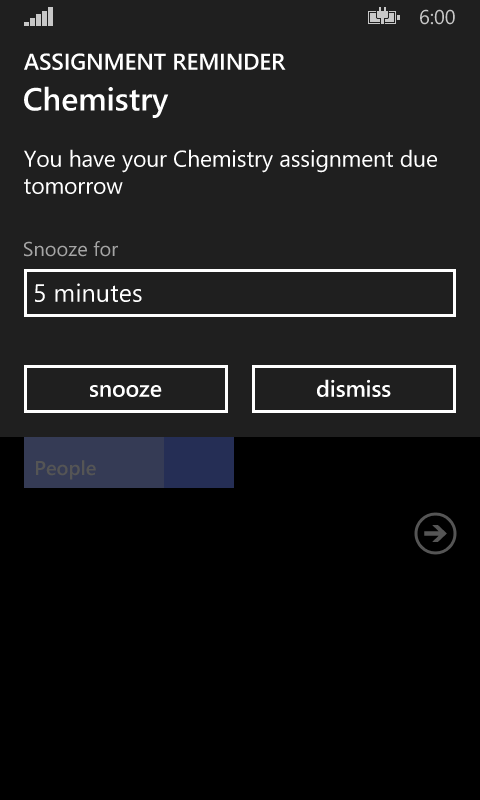 6:00
ASSIGNMENT REMINDER
Chemistry
You have your Chemistry assignment due
tomorrow
Snooze for
5 minutes
snooze dismiss
People